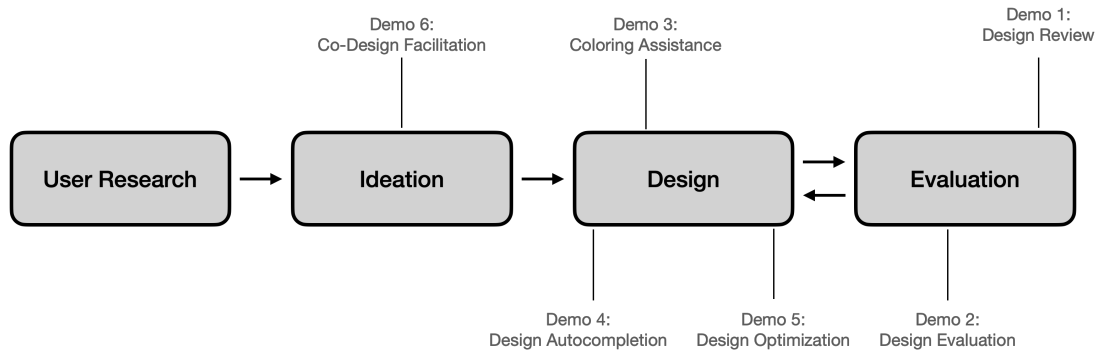 Demo 6:
Co-Design Facilitation
Demo 3:
Coloring Assistance
Demo 1:
Design Review
User Research
Ideation
Design
Evaluation
Demo 4:
Design Autocompletion
Demo 5:
Design Optimization
Demo 2:
Design Evaluation